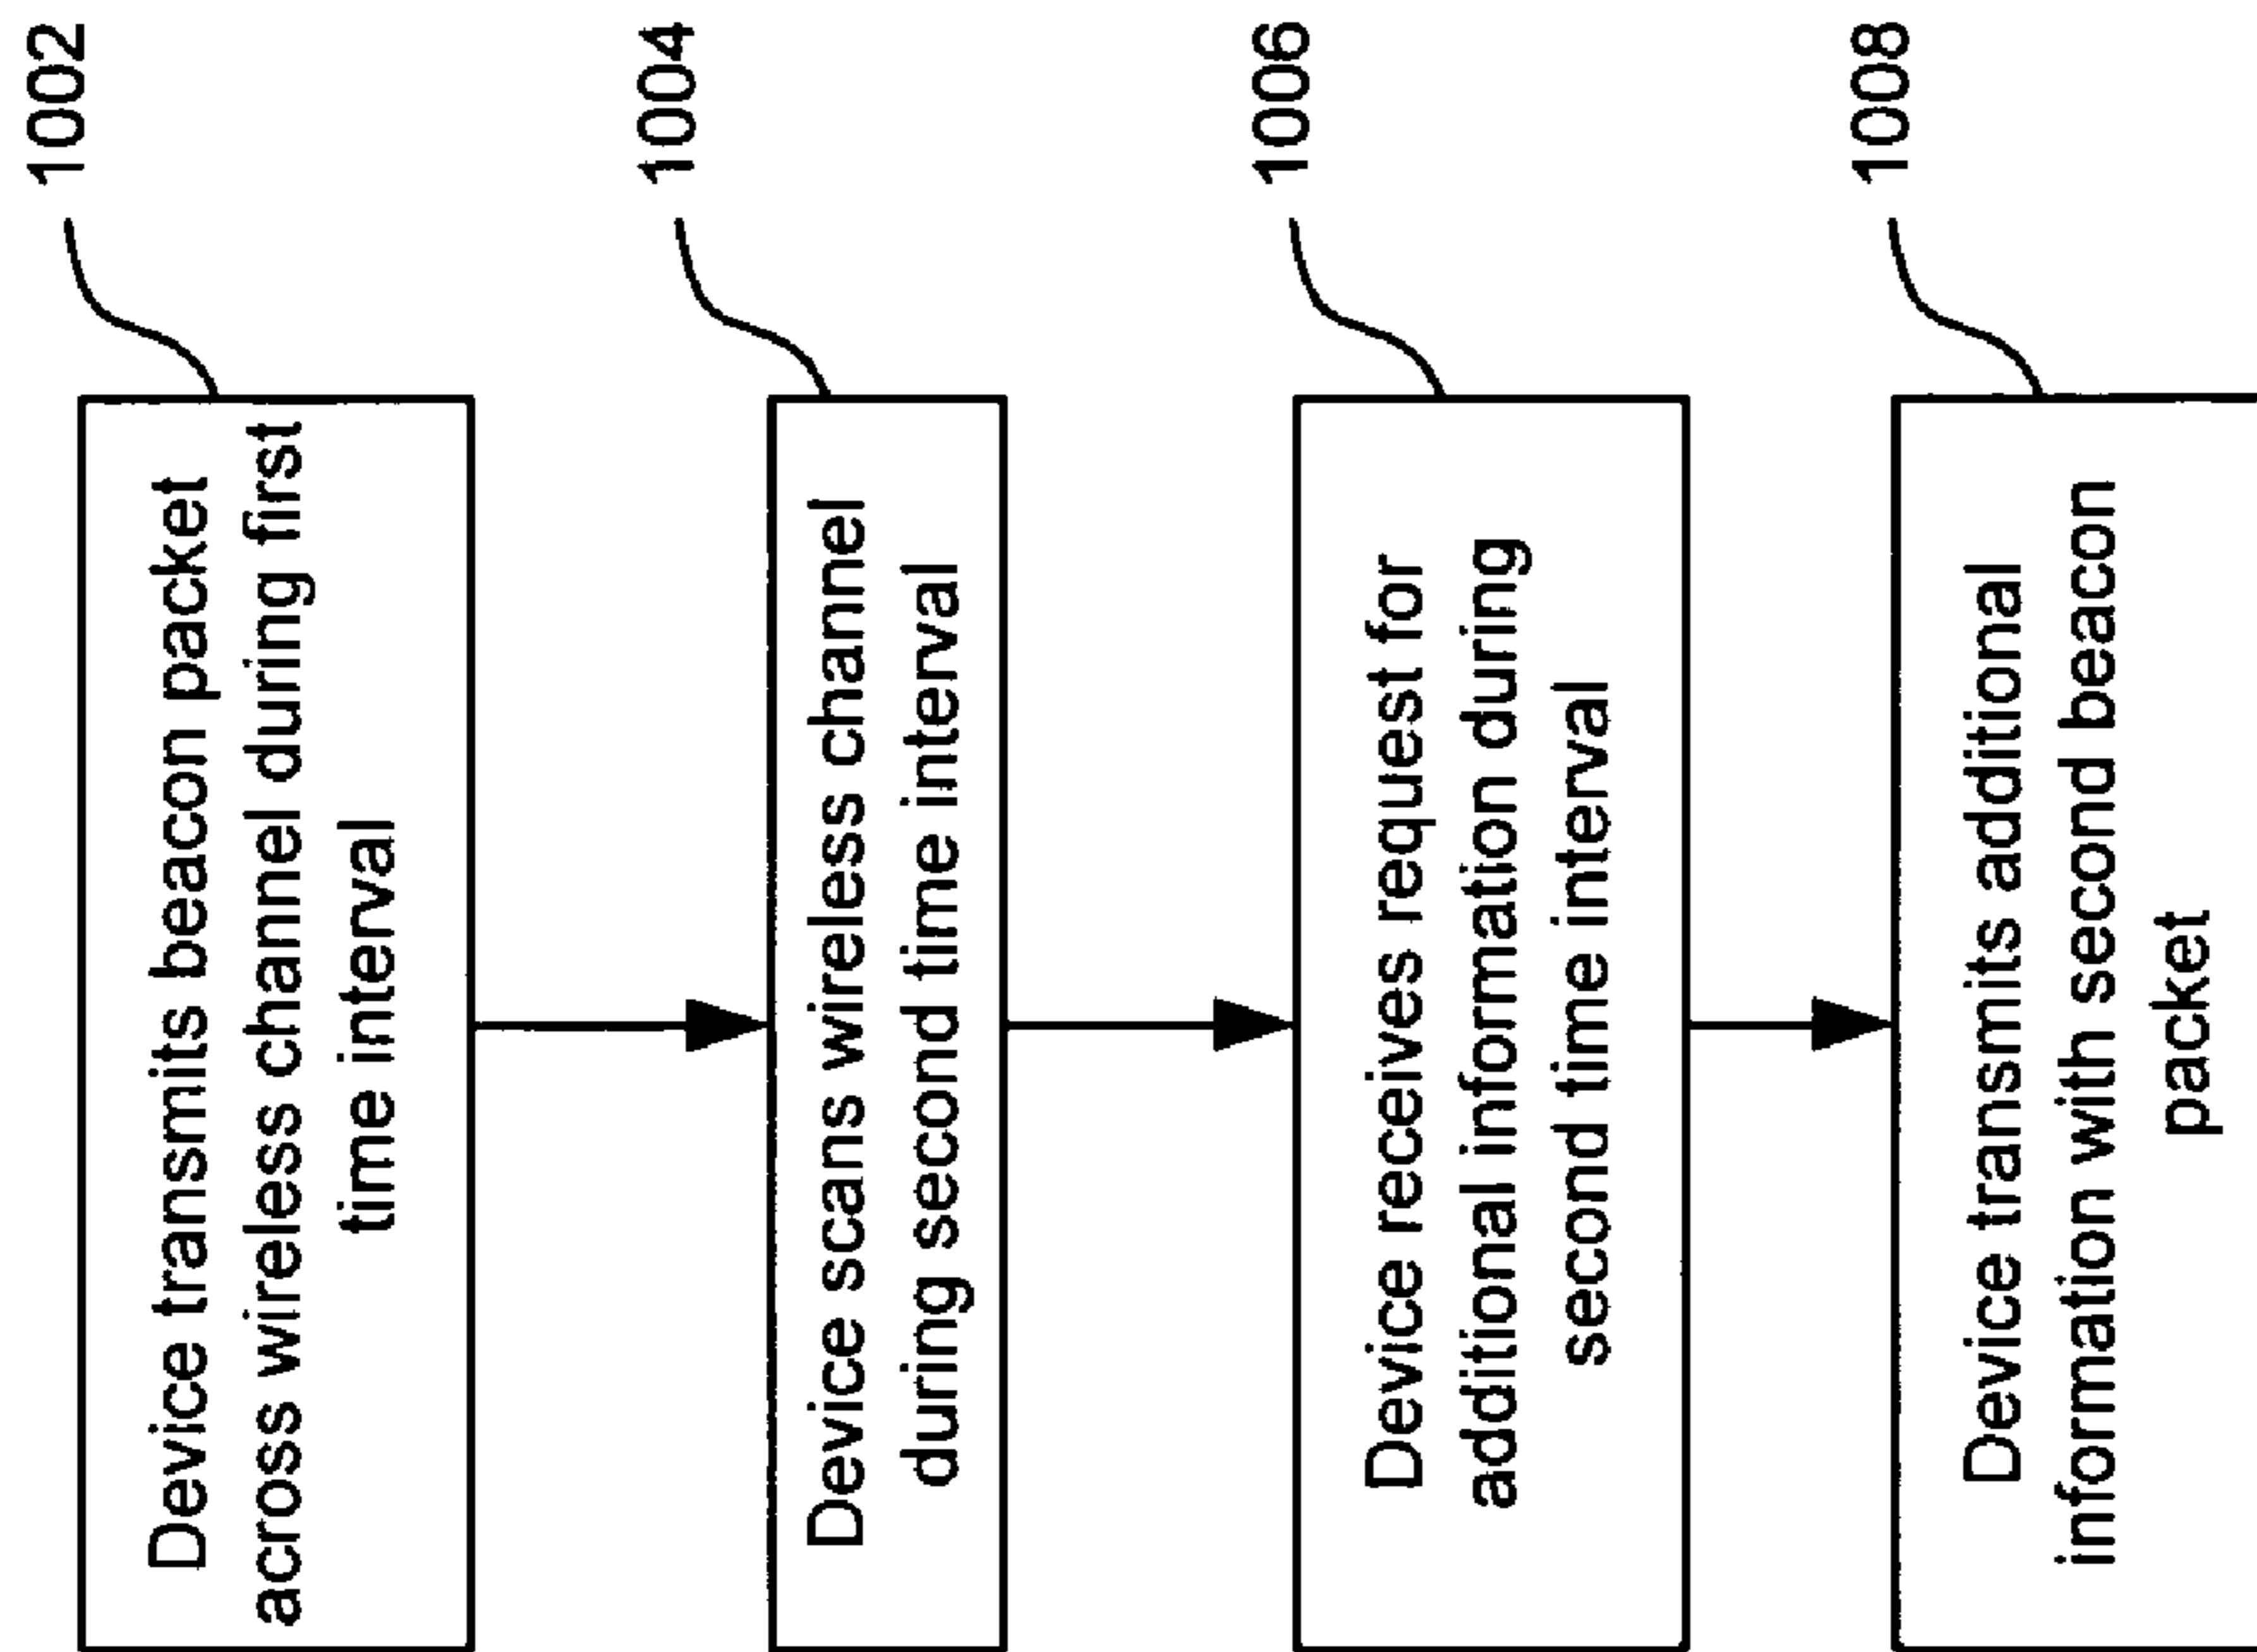 1002
Device transmits beacon packet
across wireless channel during first
time interval
1004
Device scans wireless channel
during second time interval
1006
Device receives request for
additional information during
second time interval
1008
Device transmits additional
information with second beacon
packet